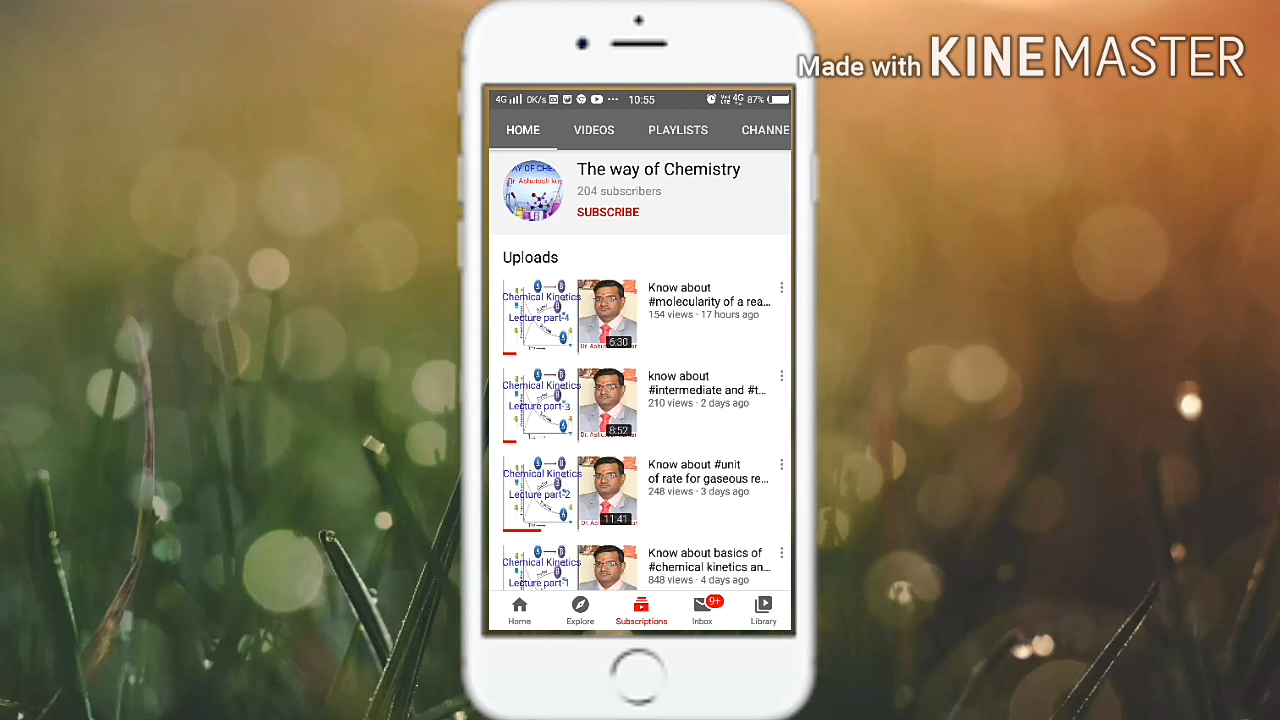 Made with KINEMASTER
4G 0K/s 10:55 4G 87%
HOME VIDEOS PLAYLISTS CHANNE
The way of Chemistry
204 subscribers
SUBSCRIBE
Uploads
Chemical Kinetics
Lecture part-4
6:30
Know about
#molecularity of a rea...
154 views · 17 hours ago
Chemical Kinetics
Lecture part-3
8:52
know about
#intermediate and #t...
210 views · 2 days ago
Chemical Kinetics
Lecture part-2
11:41
Know about #unit
of rate for gaseous re...
248 views · 3 days ago
Chemical Kinetics
Lecture part-1
Know about basics of
#chemical kinetics an...
848 views · 4 days ago
9+
Home Explore Subscriptions Inbox Library